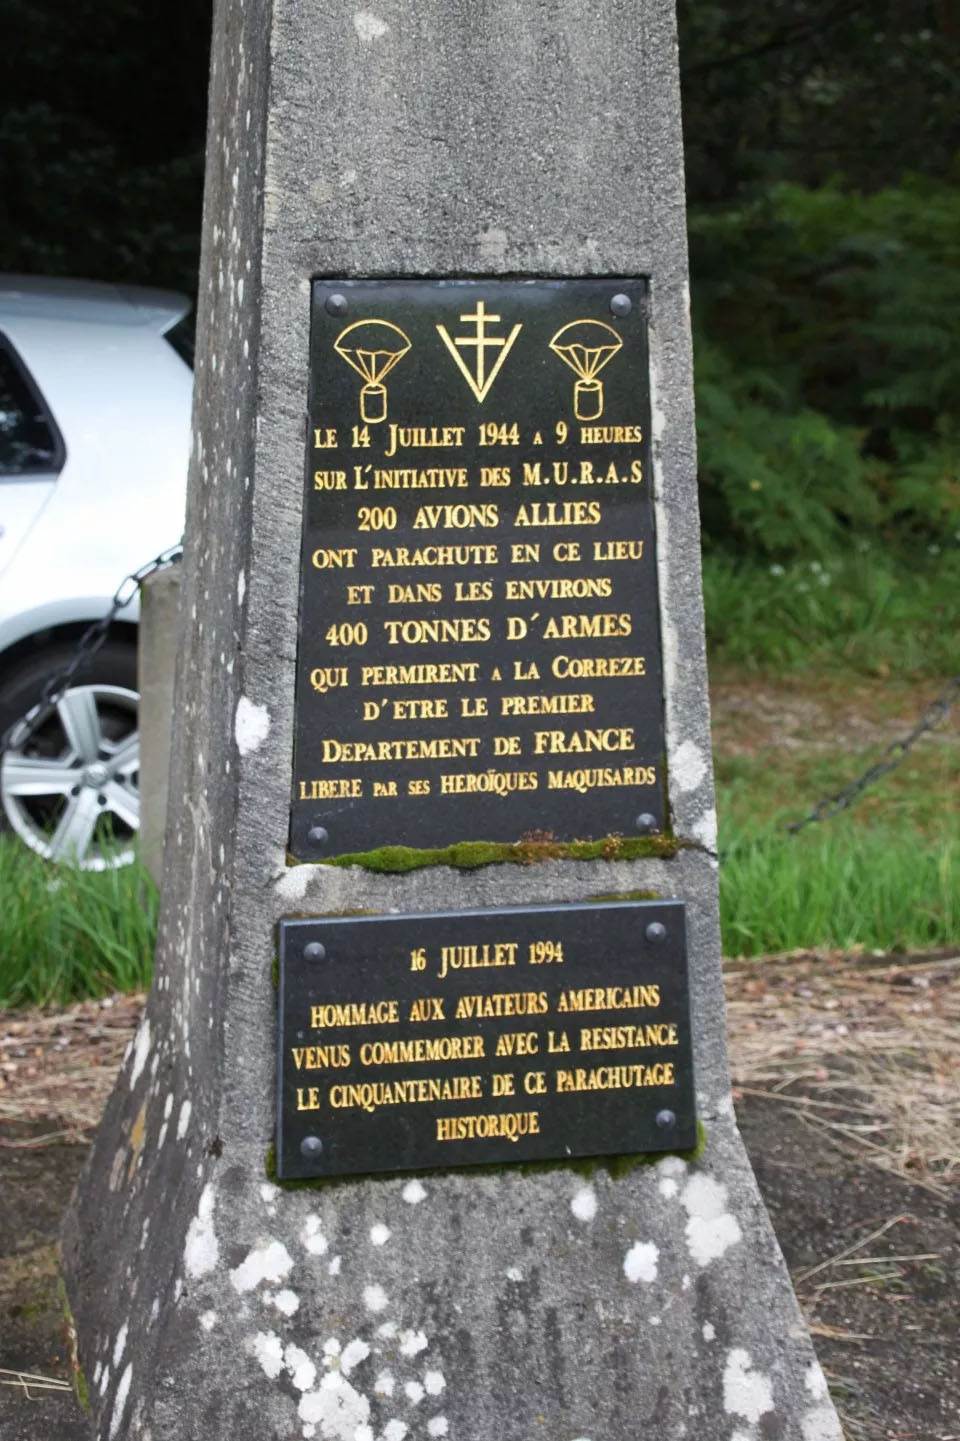 LE 14 JUILLET 1944 A 9 HEURES
SUR L´INITIATIVE DES M.U.R.A.S
200 AVIONS ALLIES
ONT PARACHUTE EN CE LIEU
ET DANS LES ENVIRONS
400 TONNES D´ARMES
QUI PERMIRENT A LA CORREZE
D´ETRE LE PREMIER
DEPARTEMENT DE FRANCE
LIBERE PAR SES HEROÏQUES MAQUISARDS
16 JUILLET 1994
HOMMAGE AUX AVIATEURS AMERICAINS
VENUS COMMEMORER AVEC LA RESISTANCE
LE CINQUANTENAIRE DE CE PARACHUTAGE
HISTORIQUE